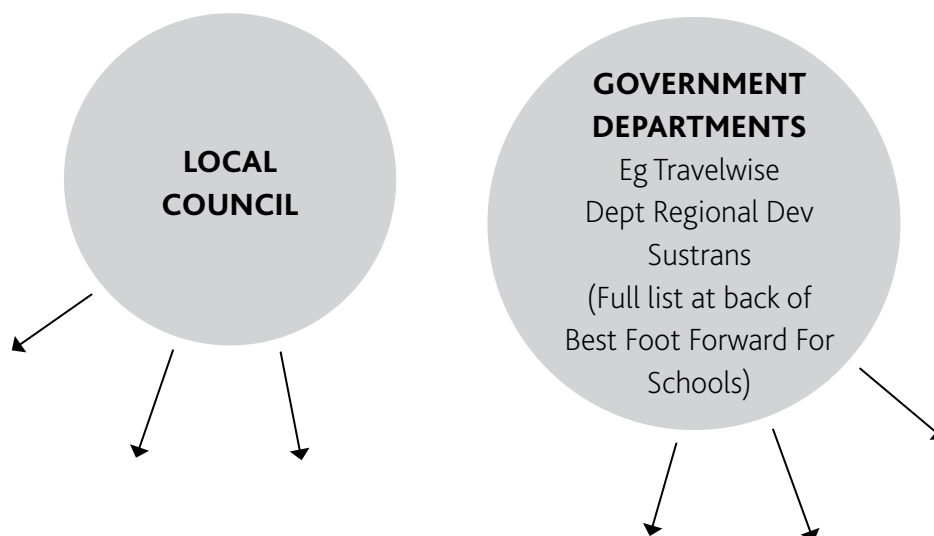 LOCAL
COUNCIL
GOVERNMENT
DEPARTMENTS
Eg Travelwise
Dept Regional Dev
Sustrans
(Full list at back of
Best Foot Forward For
Schools)